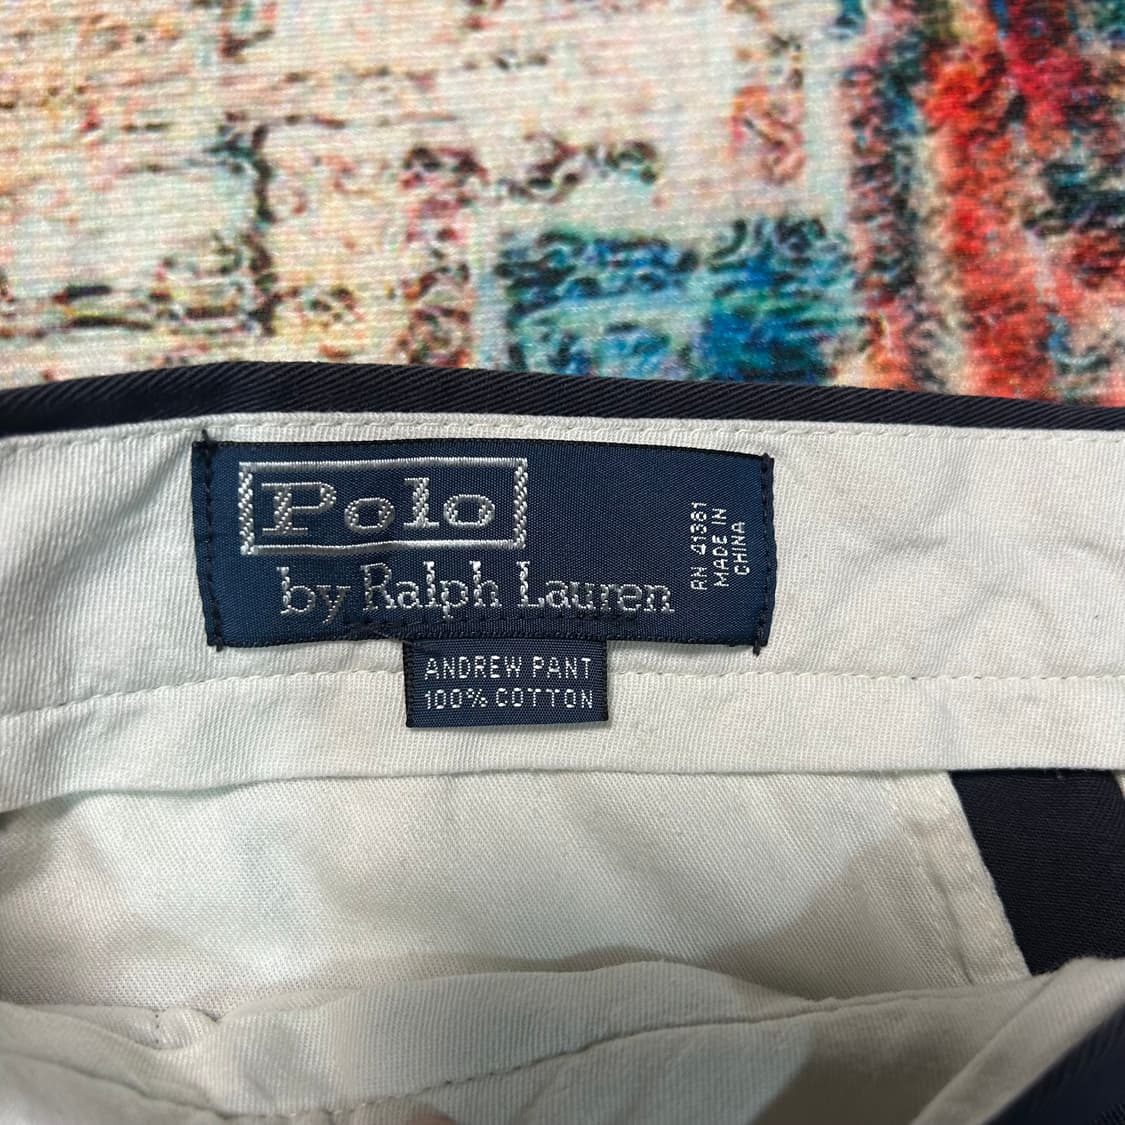 Polo
by Ralph Lauren
RN 41381
MADE IN
CHINA
ANDREW PANT
100% COTTON